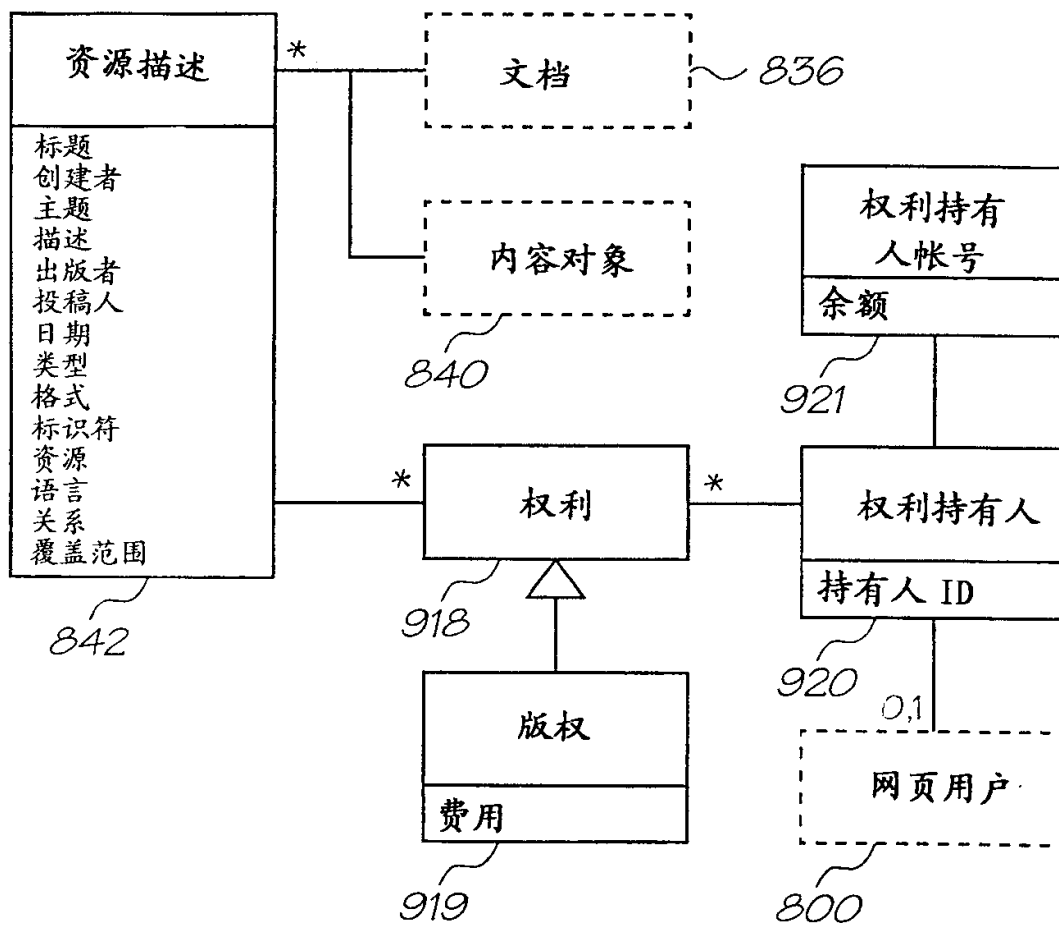 资源描述
标题
创建者
主题
描述
出版者
投稿人
日期
类型
格式
标识符
资源
语言
关系
覆盖范围
842
*
文档
836
内容对象
840
*
权利
918
*
版权
费用
919
权利持有
人帐号
余额
921
权利持有人
持有人 ID
920
0,1
网页用户
800